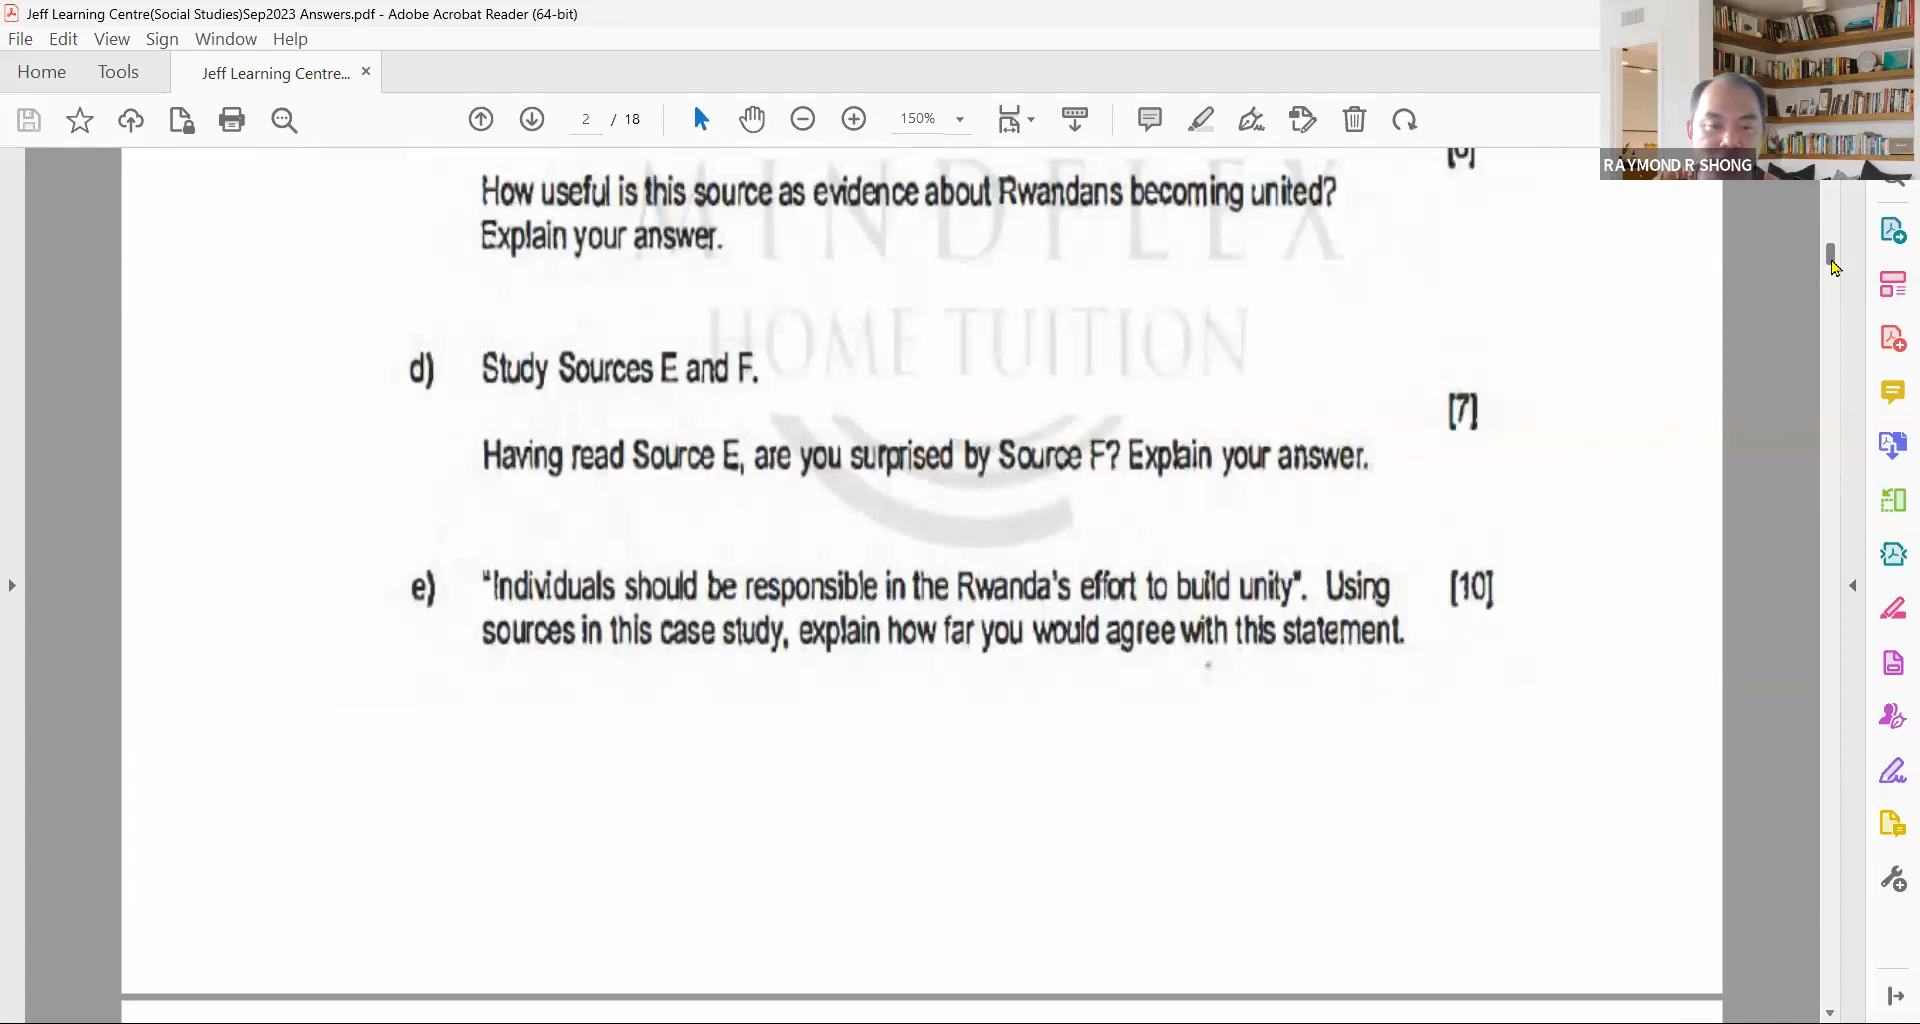 Jeff Learning Centre(Social Studies)Sep2023 Answers.pdf - Adobe Acrobat Reader (64-bit)
File Edit View Sign Window Help
Home Tools Jeff Learning Centre... ×
2 / 18 150%
RAYMOND R SHONG
MINDFLEX
HOME TUITION
How useful is this source as evidence about Rwandans becoming united?
Explain your answer.
d) Study Sources E and F.
[7]
Having read Source E, are you surprised by Source F? Explain your answer.
e) "Individuals should be responsible in the Rwanda's effort to build unity". Using [10]
sources in this case study, explain how far you would agree with this statement.